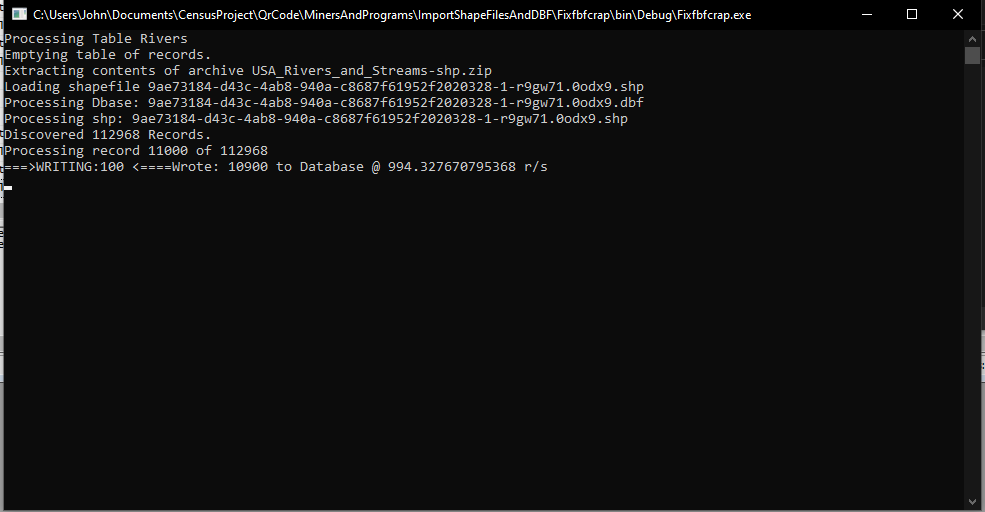 C:\Users\John\Documents\CensusProject\QrCode\MinersAndPrograms\ImportShapeFilesAndDBF\Fixfbfcrap\bin\Debug\Fixfbfcrap.exe
Processing Table Rivers
Emptying table of records.
Extracting contents of archive USA_Rivers_and_Streams-shp.zip
Loading shapefile 9ae73184-d43c-4ab8-940a-c8687f61952f2020328-1-r9gw71.0odx9.shp
Processing Dbase: 9ae73184-d43c-4ab8-940a-c8687f61952f2020328-1-r9gw71.0odx9.dbf
Processing shp: 9ae73184-d43c-4ab8-940a-c8687f61952f2020328-1-r9gw71.0odx9.shp
Discovered 112968 Records.
Processing record 11000 of 112968
===>WRITING:100 <====Wrote: 10900 to Database @ 994.327670795368 r/s